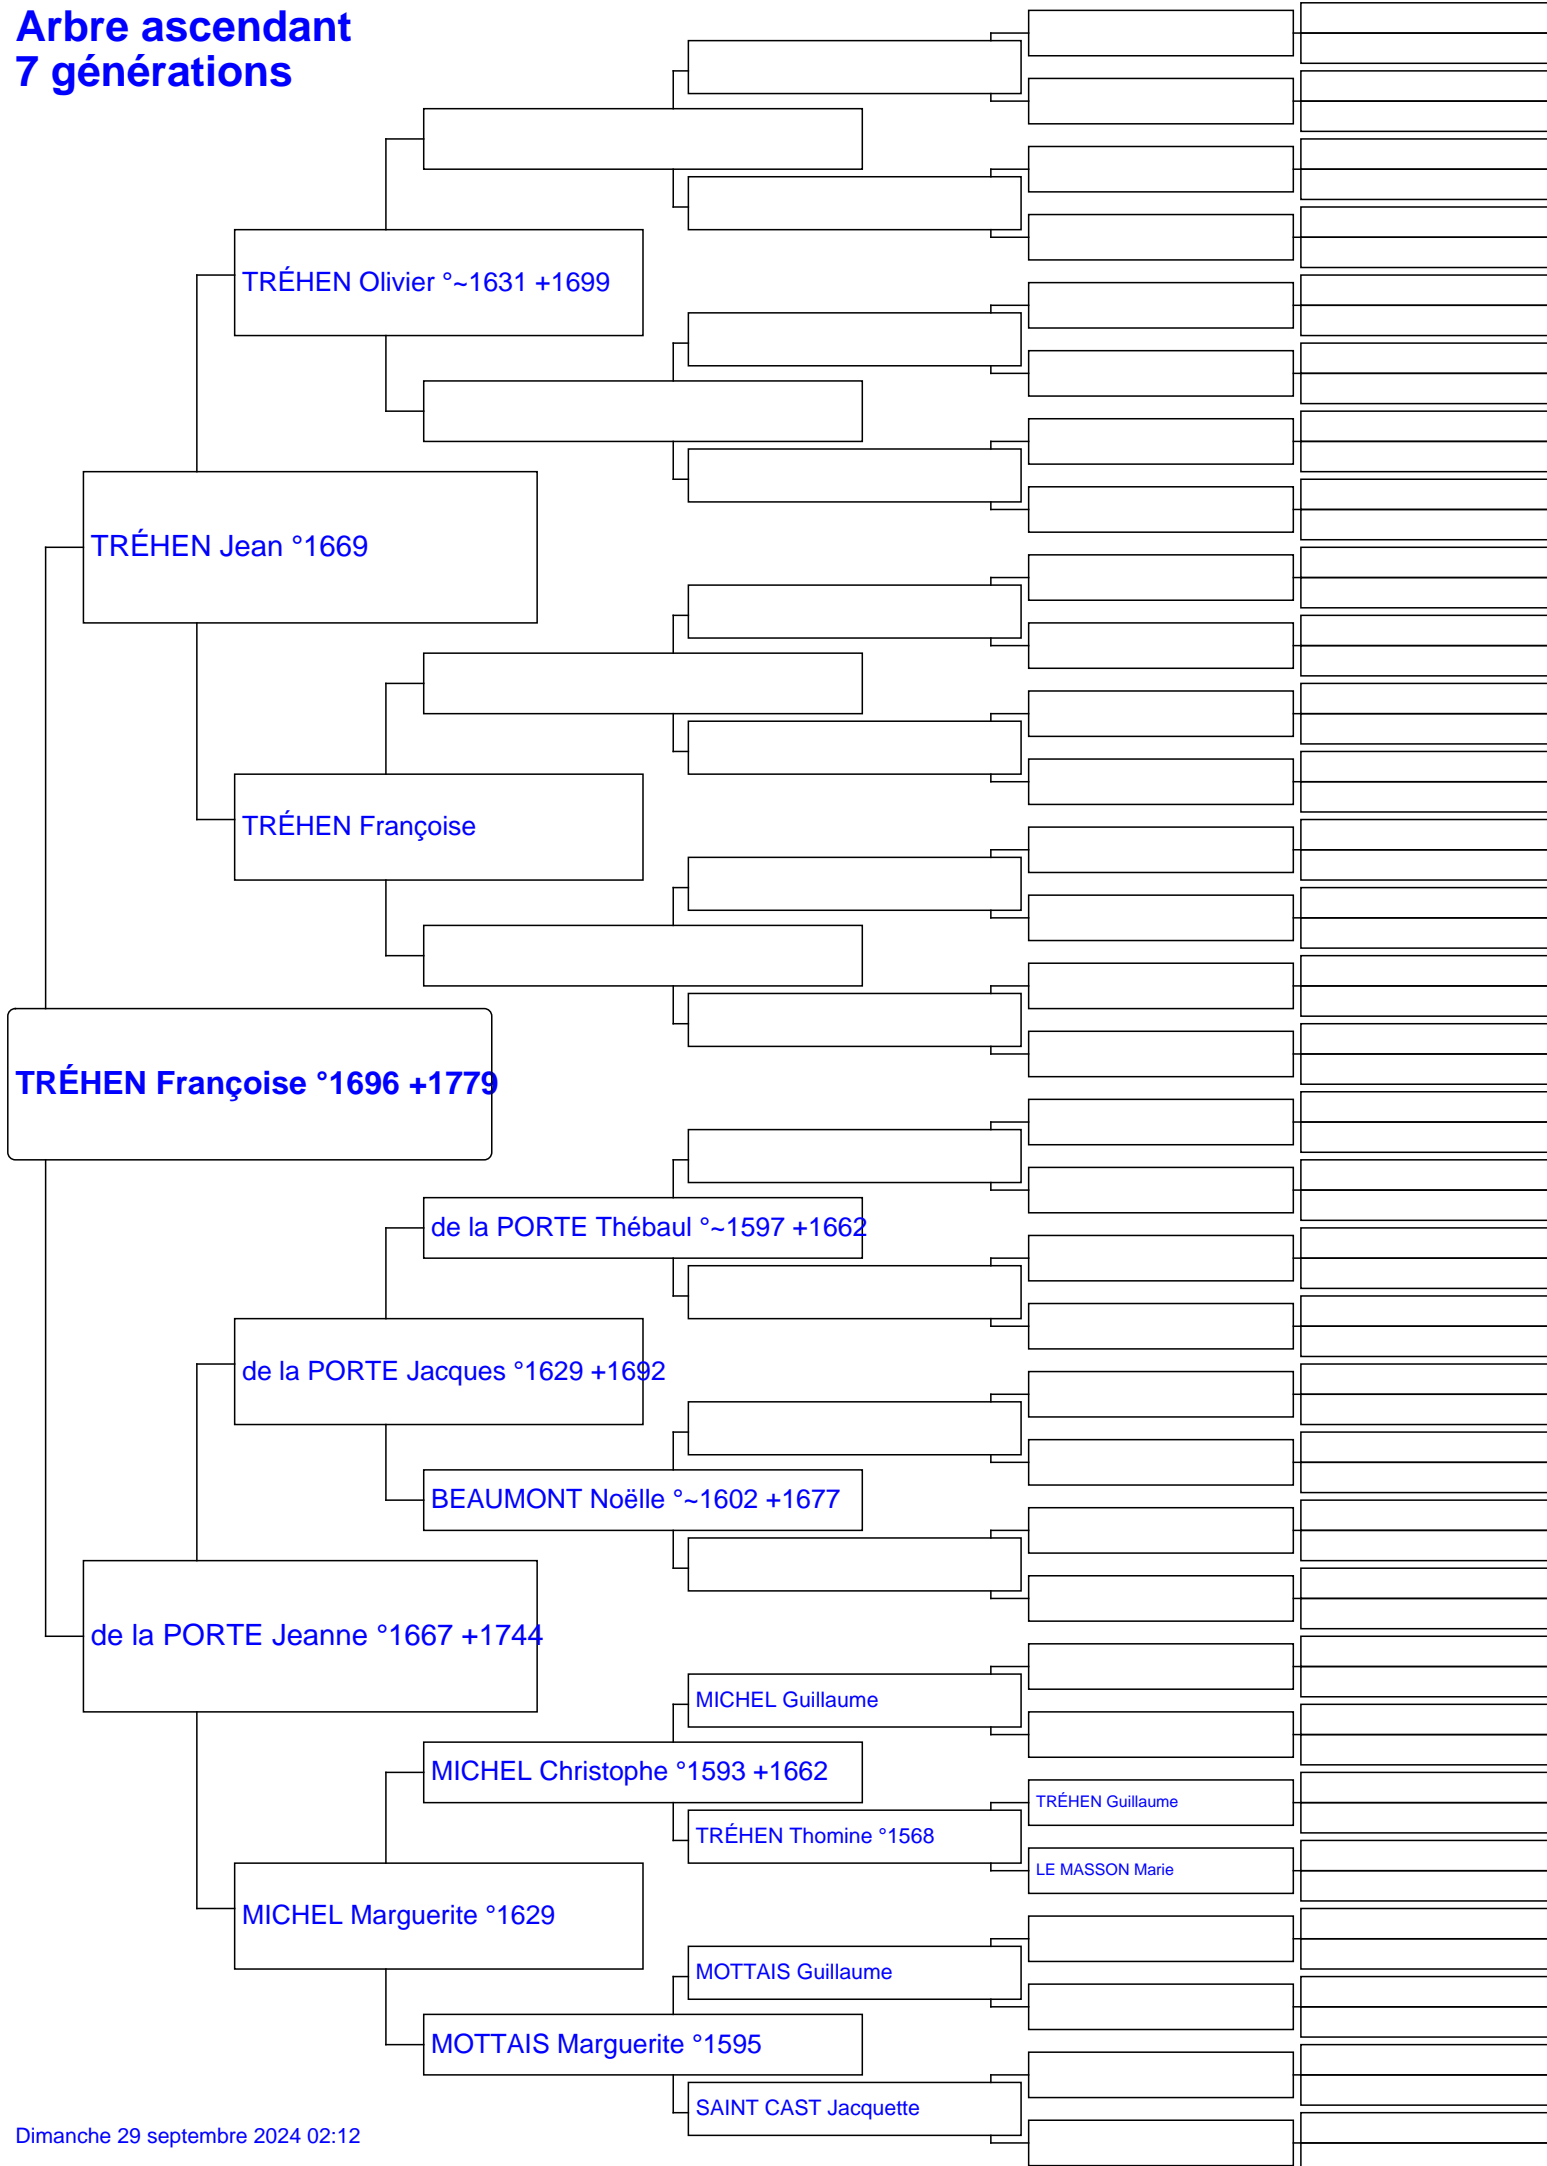 Arbre ascendant
7 générations
TRÉHEN Olivier °~1631 +1699
TRÉHEN Jean °1669
TRÉHEN Françoise
TRÉHEN Françoise °1696 +1779
de la PORTE Thébaul °~1597 +1662
de la PORTE Jacques °1629 +1692
BEAUMONT Noëlle °~1602 +1677
de la PORTE Jeanne °1667 +1744
MICHEL Guillaume
MICHEL Christophe °1593 +1662
TRÉHEN Guillaume
TRÉHEN Thomine °1568
LE MASSON Marie
MICHEL Marguerite °1629
MOTTAIS Guillaume
MOTTAIS Marguerite °1595
SAINT CAST Jacquette
Dimanche 29 septembre 2024 02:12